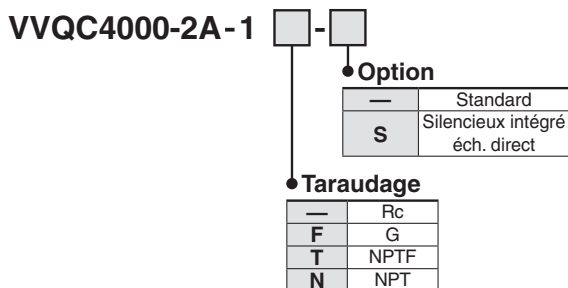 VVQC4000-2A-1 -
Option
— Standard
S Silencieux intégré
éch. direct
Taraudage
— Rc
F G
T NPTF
N NPT